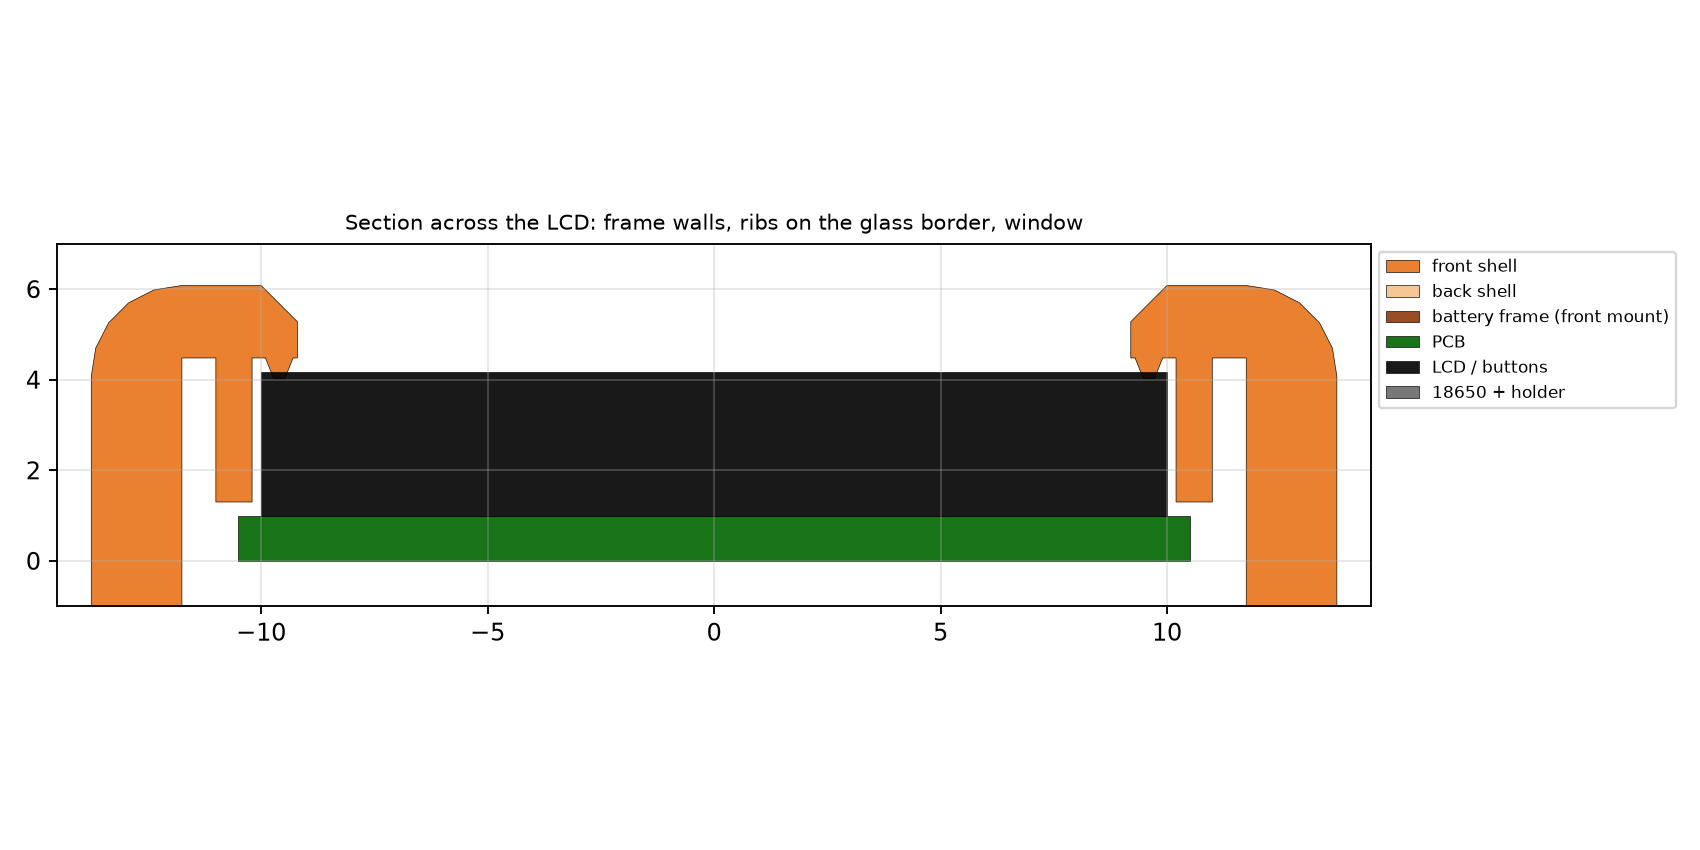 Section across the LCD: frame walls, ribs on the glass border, window
6
4
2
0
−10
−5
0
5
10
front shell
back shell
battery frame (front mount)
PCB
LCD / buttons
18650 + holder